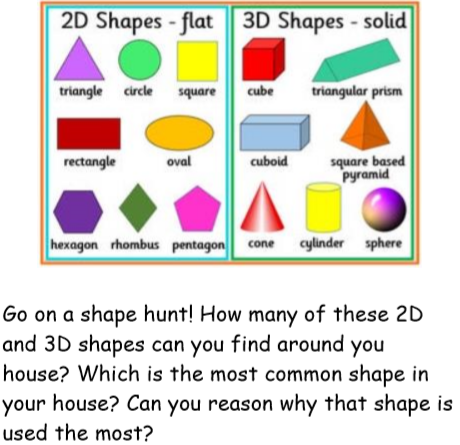 2D Shapes - flat
3D Shapes - solid
triangle circle square
cube triangular prism
rectangle oval
cuboid square based
pyramid
hexagon rhombus pentagon
cone cylinder sphere
Go on a shape hunt! How many of these 2D
and 3D shapes can you find around you
house? Which is the most common shape in
your house? Can you reason why that shape is
used the most?